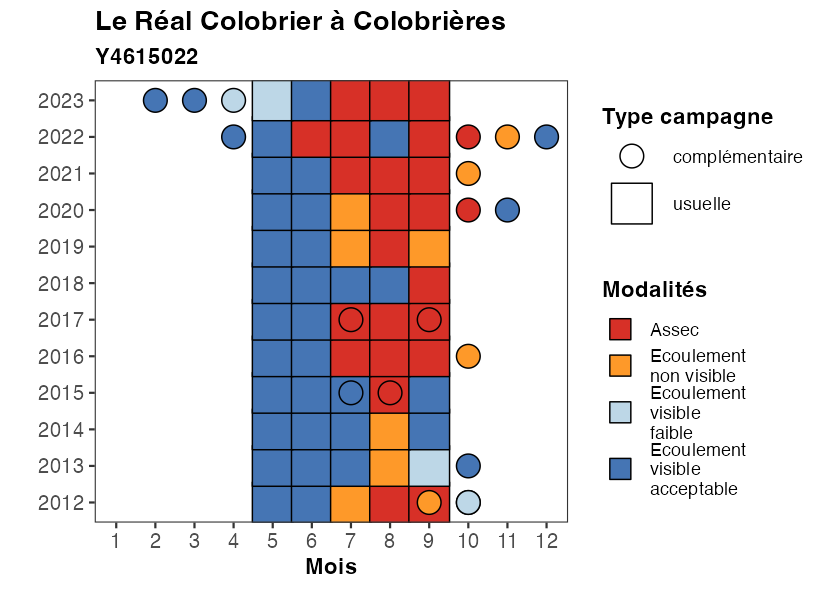 Le Réal Colobrier à Colobrières
Y4615022
2023
2022
2021
2020
2019
2018
2017
2016
2015
2014
2013
2012
1 2 3 4 5 6 7 8 9 10 11 12
Mois
Type campagne
complémentaire
usuelle
Modalités
Assec
Ecoulement
non visible
Ecoulement
visible
faible
Ecoulement
visible
acceptable